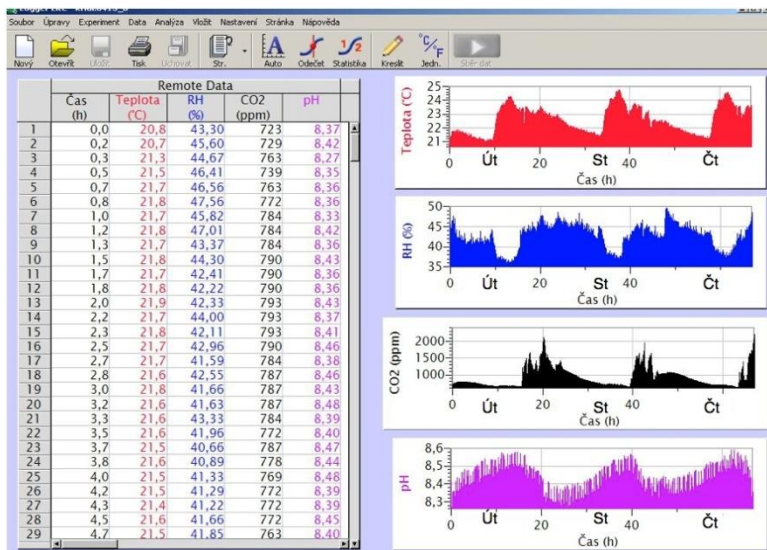 Soubor Úpravy Experiment Data Analýza Vložit Nastavení Stránka Nápověda
Nový Otevřít Uložit Tisk Uchovat Str. Auto Odečet Statistika Kreslit Jedn. Sběr dat
Remote Data
Čas Teplota RH CO2 pH
(h) (°C) (%) (ppm)
1 0,0 20,8 43,30 723 8,37
2 0,2 20,7 45,60 729 8,42
3 0,3 21,3 44,67 763 8,27
4 0,5 21,5 46,41 739 8,35
5 0,7 21,7 46,56 763 8,36
6 0,8 21,8 47,56 772 8,36
7 1,0 21,7 45,82 784 8,33
8 1,2 21,8 47,01 784 8,42
9 1,3 21,7 43,37 784 8,36
10 1,5 21,8 44,30 790 8,43
11 1,7 21,7 42,41 790 8,36
12 1,8 21,8 42,22 790 8,36
13 2,0 21,9 42,33 793 8,43
14 2,2 21,7 44,00 793 8,37
15 2,3 21,8 42,11 793 8,41
16 2,5 21,7 42,96 790 8,46
17 2,7 21,7 41,59 784 8,38
18 2,8 21,6 42,55 787 8,46
19 3,0 21,8 41,66 787 8,43
20 3,2 21,6 41,63 787 8,48
21 3,3 21,6 43,33 784 8,39
22 3,5 21,6 41,96 772 8,40
23 3,7 21,5 40,66 787 8,47
24 3,8 21,6 40,89 778 8,44
25 4,0 21,5 41,33 769 8,48
26 4,2 21,5 41,29 772 8,39
27 4,3 21,4 41,22 772 8,39
28 4,5 21,6 41,66 772 8,45
29 4,7 21,5 41,85 763 8,40
Teplota (°C)
25
24
23
22
21
0 Út 20 St 40 Čt
Čas (h)
RH (%)
50
45
40
35
0 Út 20 St 40 Čt
Čas (h)
CO2 (ppm)
2000
1500
1000
0 Út 20 St 40 Čt
Čas (h)
pH
8,6
8,5
8,4
8,3
0 Út 20 St 40 Čt
Čas (h)